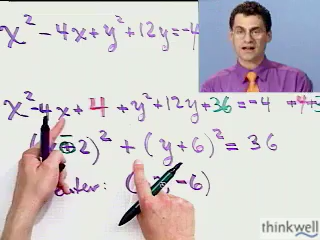 x² - 4x + y² + 12y = -4
x² - 4x + 4 + y² + 12y + 36 = -4 + 4 +
2)² + (y + 6)² = 36
(, -6)
thinkwell